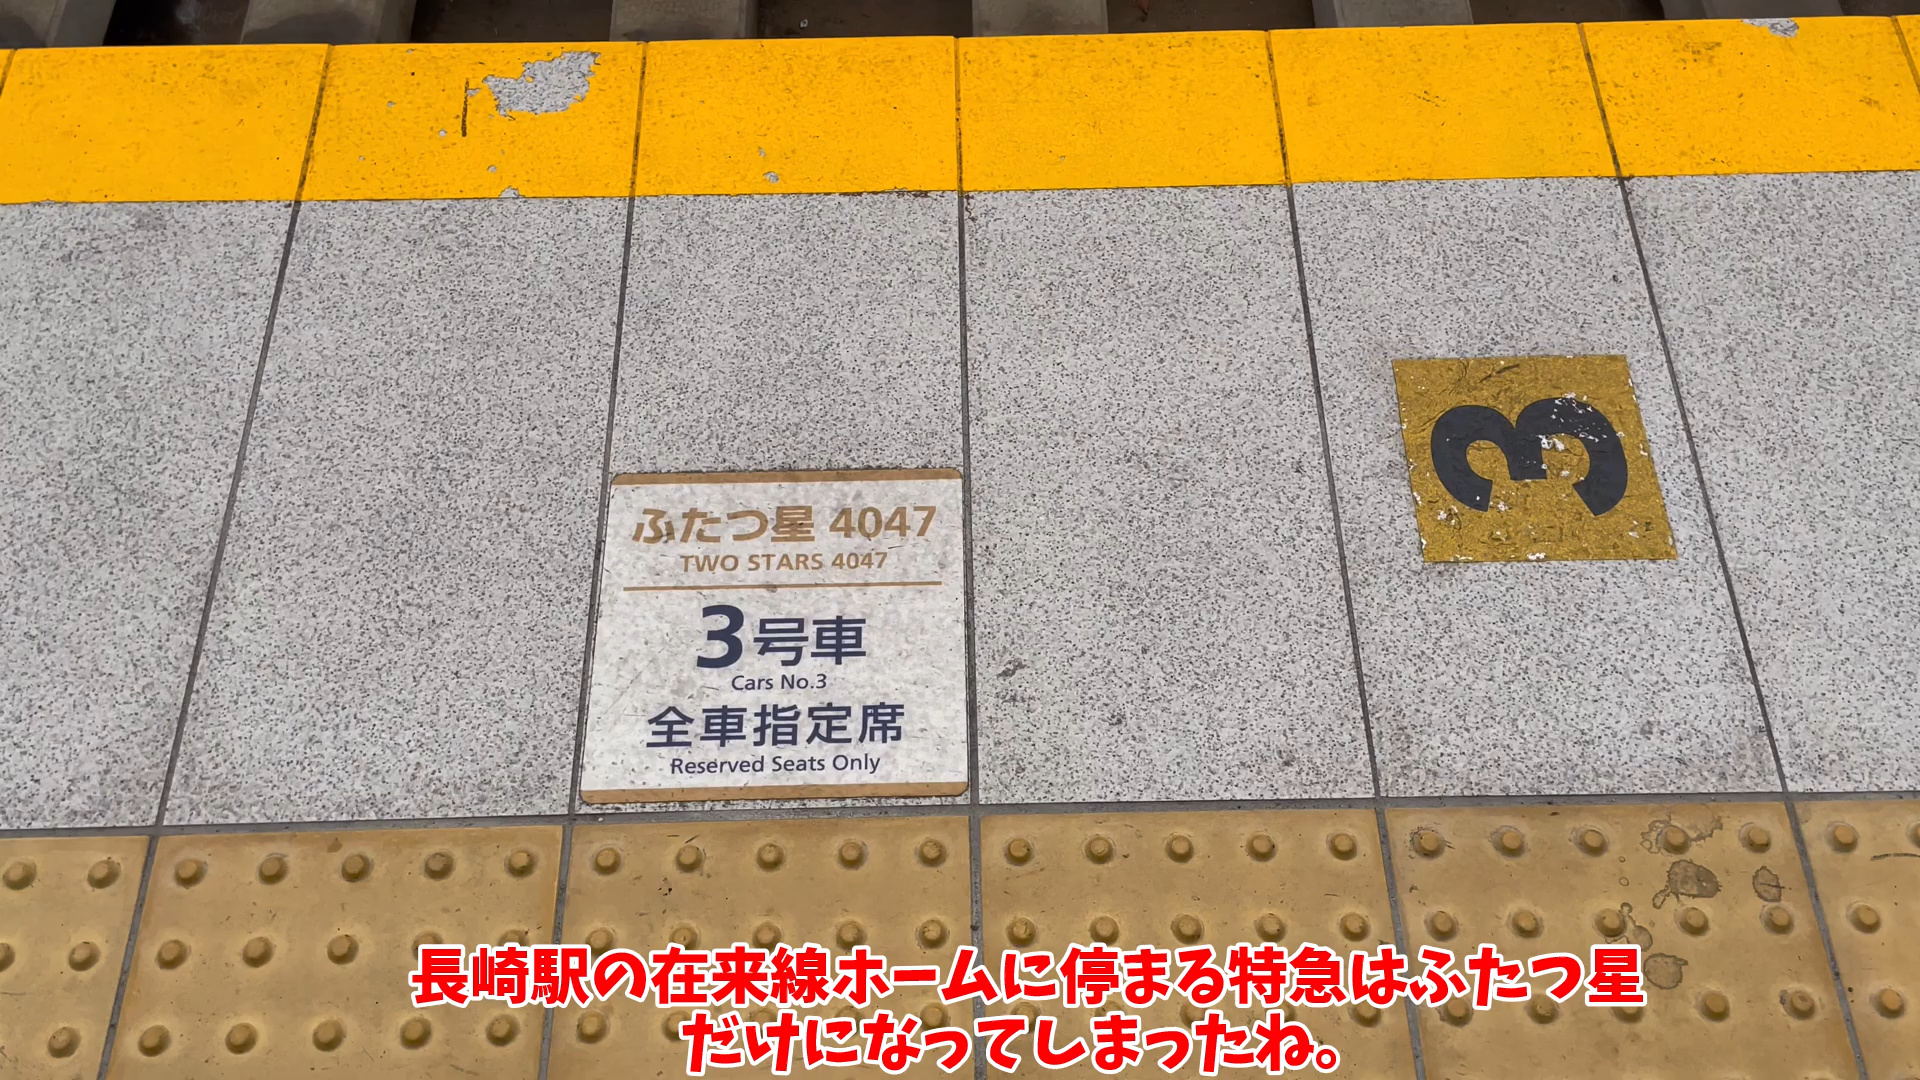 ふたつ星 4047
TWO STARS 4047
3号車
Cars No.3
全車指定席
Reserved Seats Only
3
長崎駅の在来線ホームに停まる特急はふたつ星
だけになってしまったね。